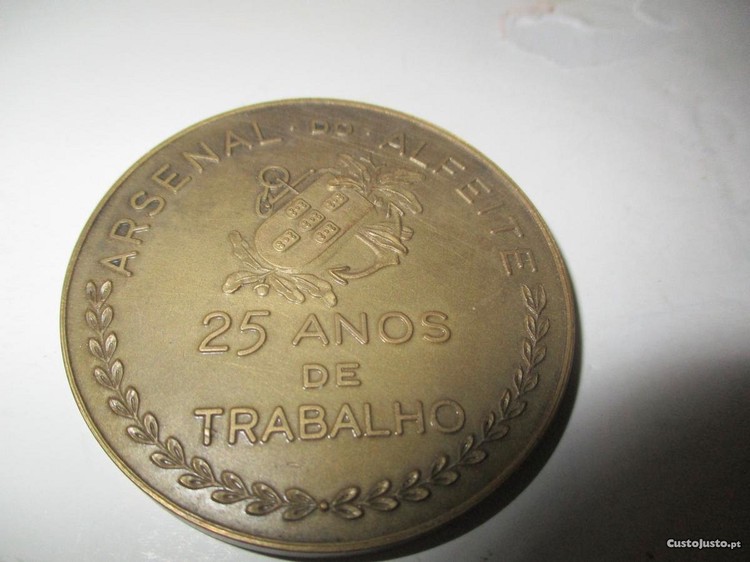 ARSENAL · DO · ALFEITE
25 ANOS
DE
TRABALHO
CustoJusto.pt